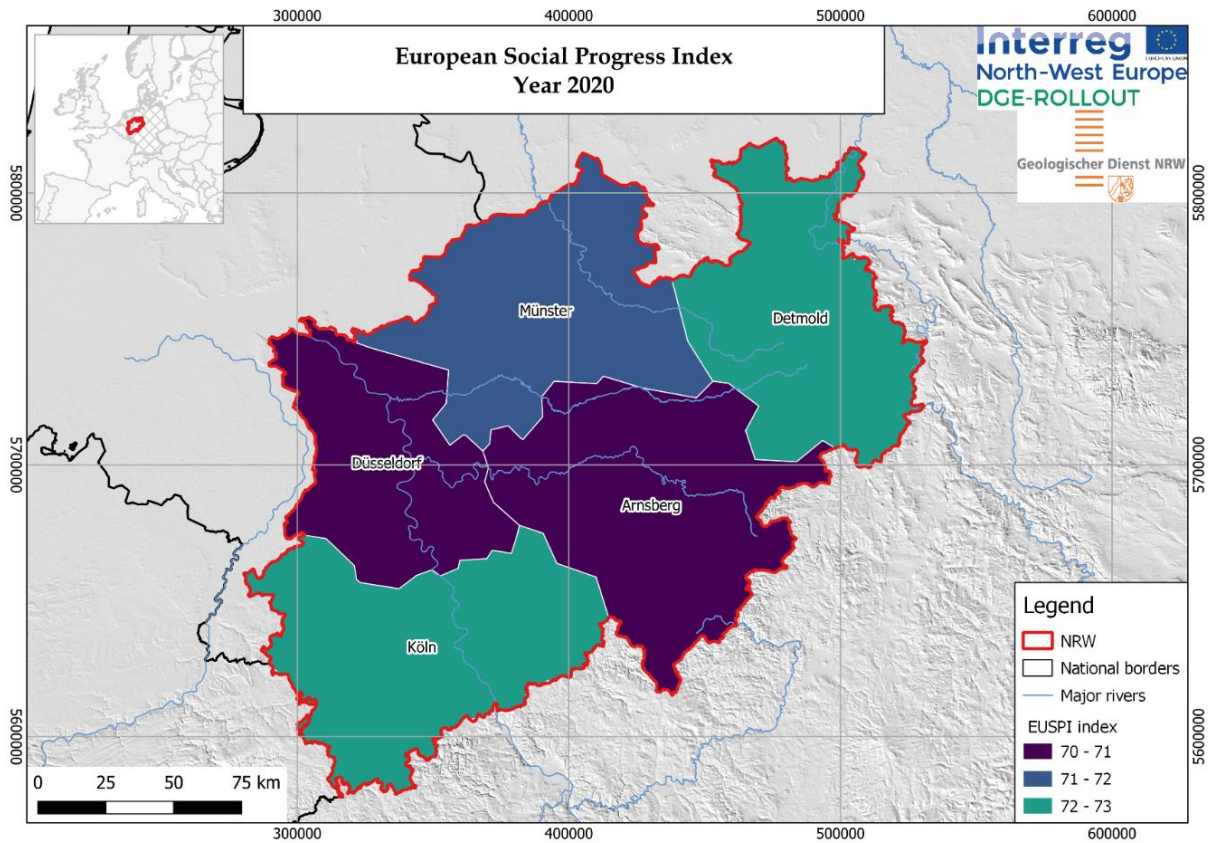 300000
400000
500000
600000
European Social Progress Index
Year 2020
Interreg
EUROPEAN UNION
North-West Europe
DGE-ROLLOUT
Geologischer Dienst NRW
5800000
5800000
Münster
Detmold
5700000
5700000
Düsseldorf
Arnsberg
Köln
5600000
5600000
Legend
NRW
National borders
Major rivers
EUSPI index
70 - 71
71 - 72
72 - 73
0 25 50 75 km
300000
400000
500000
600000